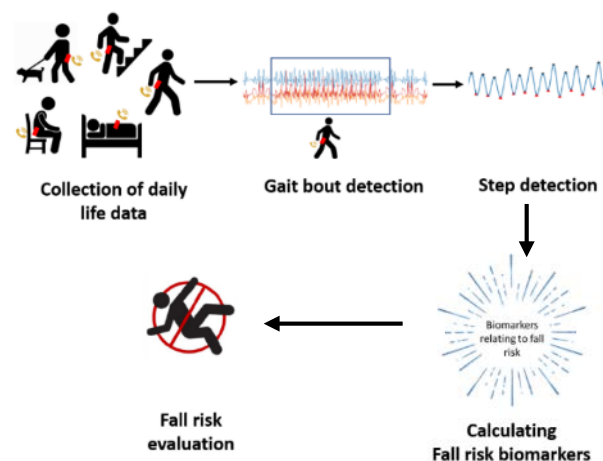 Collection of daily
life data
Gait bout detection
Step detection
Biomarkers
relating to fall
risk
Calculating
Fall risk biomarkers
Fall risk
evaluation